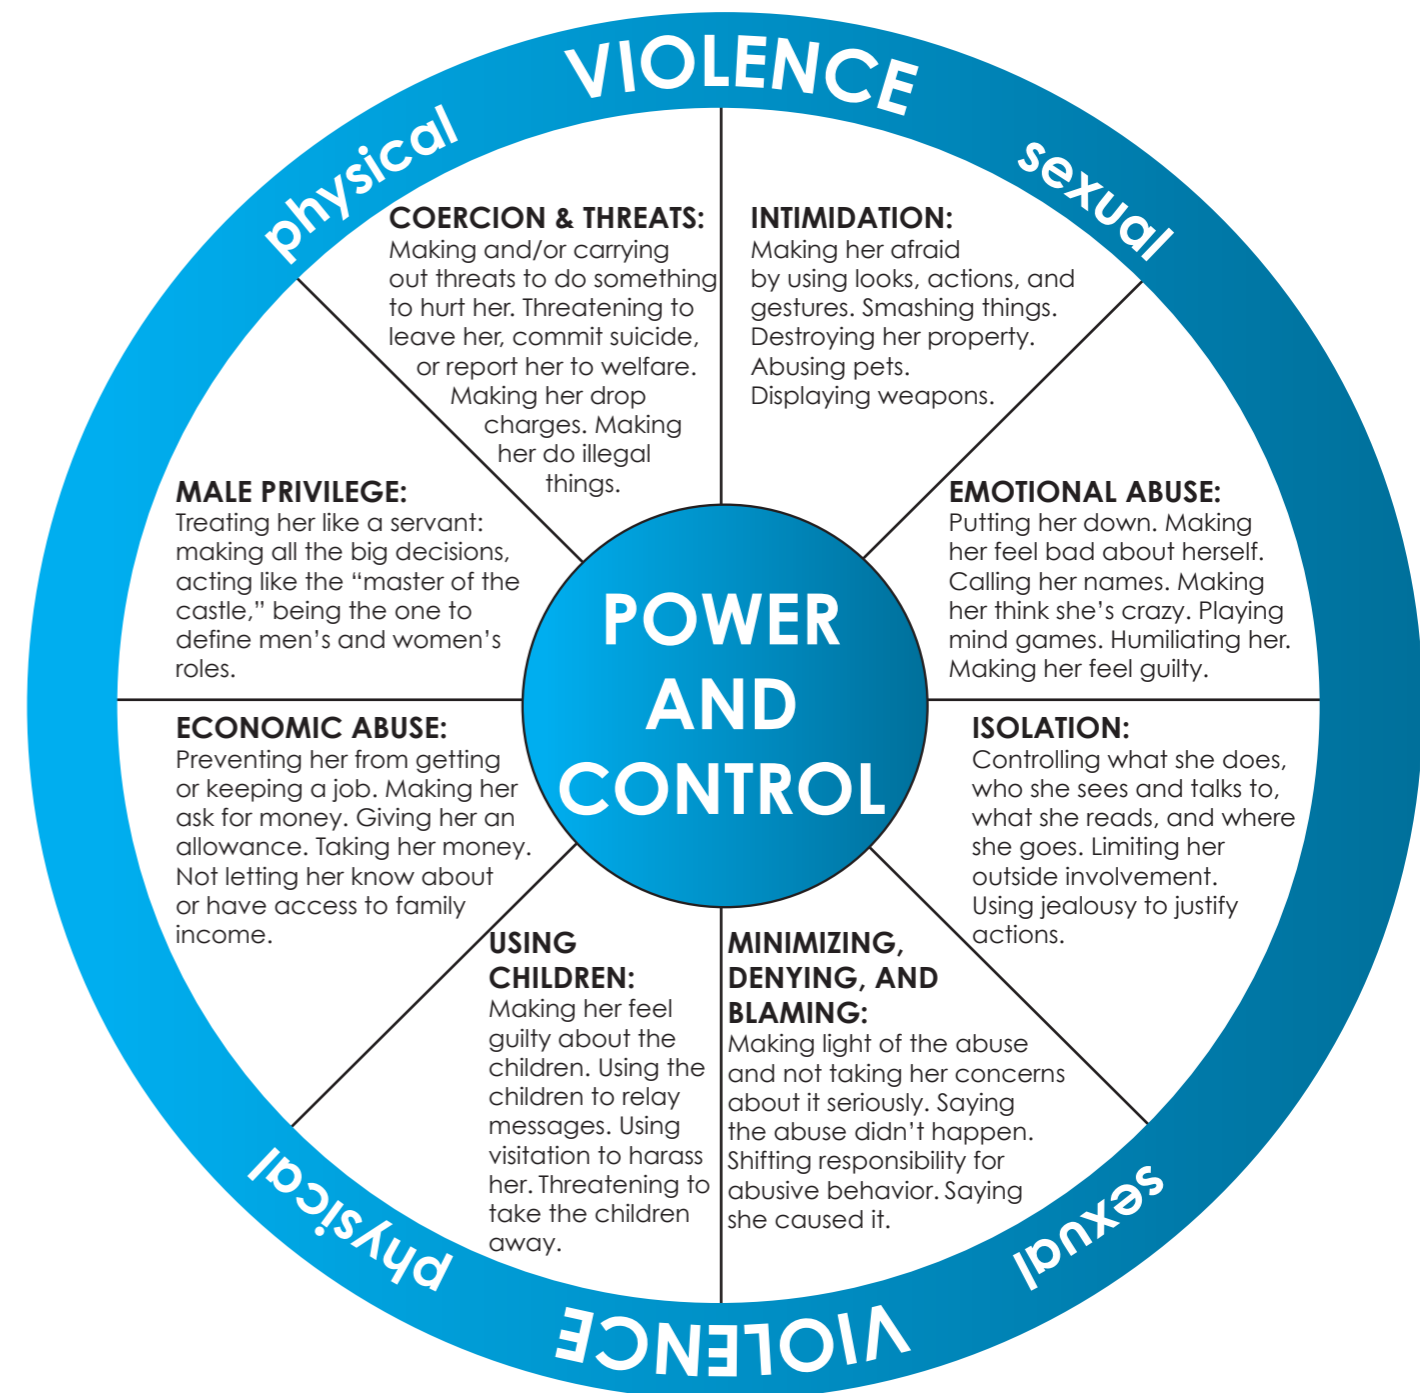 VIOLENCE
physical
sexual
COERCION & THREATS:
Making and/or carrying
out threats to do something
to hurt her. Threatening to
leave her, commit suicide,
or report her to welfare.
Making her drop
charges. Making
her do illegal
things.
INTIMIDATION:
Making her afraid
by using looks, actions, and
gestures. Smashing things.
Destroying her property.
Abusing pets.
Displaying weapons.
MALE PRIVILEGE:
Treating her like a servant:
making all the big decisions,
acting like the “master of the
castle,” being the one to
define men’s and women’s
roles.
EMOTIONAL ABUSE:
Putting her down. Making
her feel bad about herself.
Calling her names. Making
her think she’s crazy. Playing
mind games. Humiliating her.
Making her feel guilty.
POWER
AND
CONTROL
ECONOMIC ABUSE:
Preventing her from getting
or keeping a job. Making her
ask for money. Giving her an
allowance. Taking her money.
Not letting her know about
or have access to family
income.
ISOLATION:
Controlling what she does,
who she sees and talks to,
what she reads, and where
she goes. Limiting her
outside involvement.
Using jealousy to justify
actions.
USING
CHILDREN:
Making her feel
guilty about the
children. Using the
children to relay
messages. Using
visitation to harass
her. Threatening to
take the children
away.
MINIMIZING,
DENYING, AND
BLAMING:
Making light of the abuse
and not taking her concerns
about it seriously. Saying
the abuse didn’t happen.
Shifting responsibility for
abusive behavior. Saying
she caused it.
physical
sexual
VIOLENCE